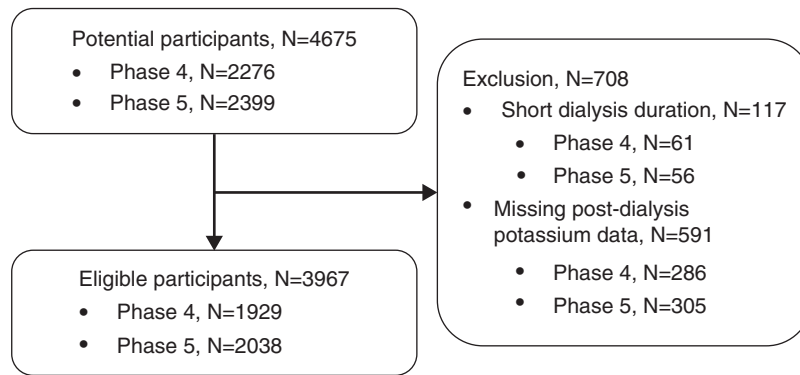 Potential participants, N=4675
• Phase 4, N=2276
• Phase 5, N=2399
Exclusion, N=708
• Short dialysis duration, N=117
• Phase 4, N=61
• Phase 5, N=56
• Missing post-dialysis
potassium data, N=591
• Phase 4, N=286
• Phase 5, N=305
Eligible participants, N=3967
• Phase 4, N=1929
• Phase 5, N=2038